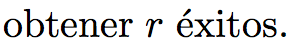 obtener r éxitos.